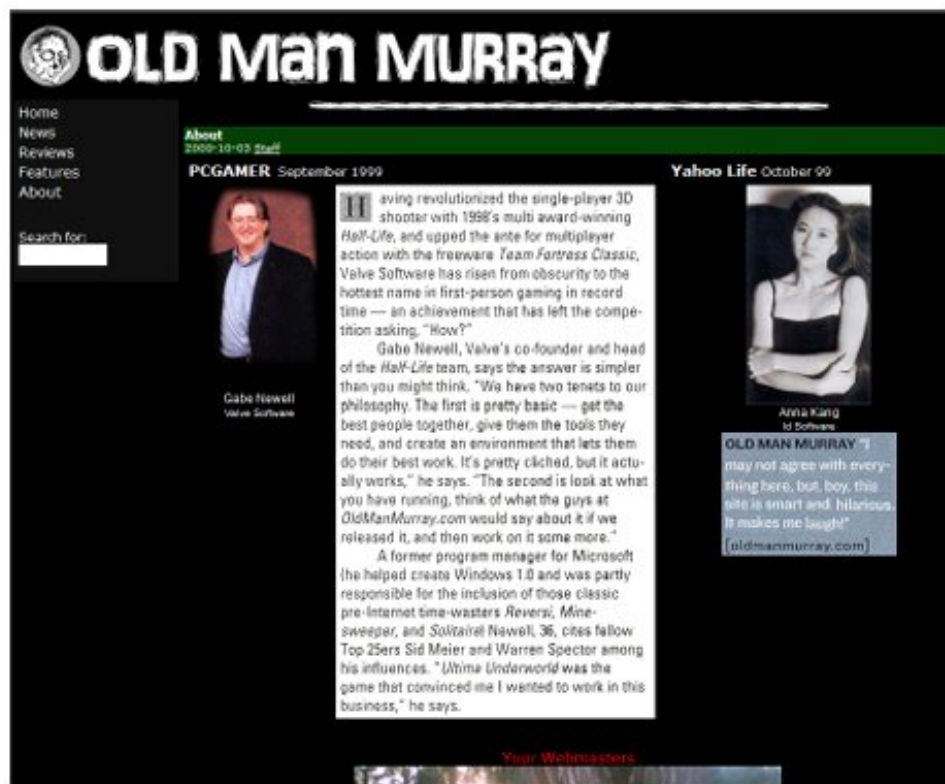 OLD MAN MURRAY
Home
News
Reviews
Features
About
Search for:
About
2000-10-03 Staff
PCGAMER September 1999
Gabe Newell
Valve Software
Having revolutionized the single-player 3D
shooter with 1998's multi award-winning
Half-Life, and upped the ante for multiplayer
action with the freeware Team Fortress Classic,
Valve Software has risen from obscurity to the
hottest name in first-person gaming in record
time — an achievement that has left the compe-
tition asking, "How?"
Gabe Newell, Valve's co-founder and head
of the Half-Life team, says the answer is simpler
than you might think. "We have two tenets to our
philosophy. The first is pretty basic — get the
best people together, give them the tools they
need, and create an environment that lets them
do their best work. It's pretty cliched, but it actu-
ally works," he says. "The second is look at what
you have running, think of what the guys at
OldManMurray.com would say about it if we
released it, and then work on it some more."
A former program manager for Microsoft
(he helped create Windows 1.0 and was partly
responsible for the inclusion of those classic
pre-Internet time-wasters Reversi, Mine-
sweeper, and Solitaire) Newell, 36, cites fellow
Top 25ers Sid Meier and Warren Spector among
his influences. "Ultima Underworld was the
game that convinced me I wanted to work in this
business," he says.
Yahoo Life October 99
Anna Kang
Id Software
OLD MAN MURRAY "I
may not agree with every-
thing here, but, boy, this
site is smart and hilarious.
It makes me laugh!"
[oldmanmurray.com]
Your Webmasters